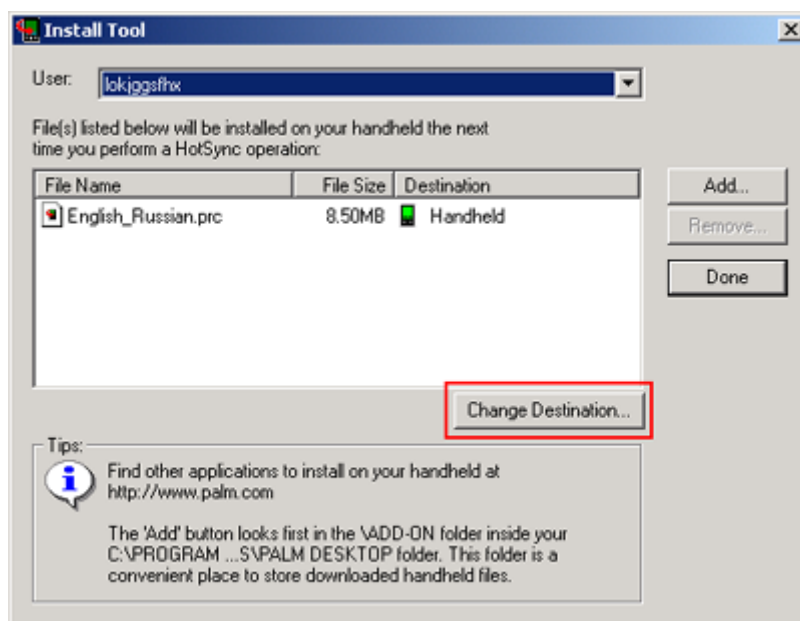 Install Tool
User: lokjggsfhx
File(s) listed below will be installed on your handheld the next
time you perform a HotSync operation:
File Name File Size Destination
English_Russian.prc 8.50MB Handheld
Add...
Remove...
Done
Change Destination...
Tips:
Find other applications to install on your handheld at
http://www.palm.com
The 'Add' button looks first in the \ADD-ON folder inside your
C:\PROGRAM ...S\PALM DESKTOP folder. This folder is a
convenient place to store downloaded handheld files.